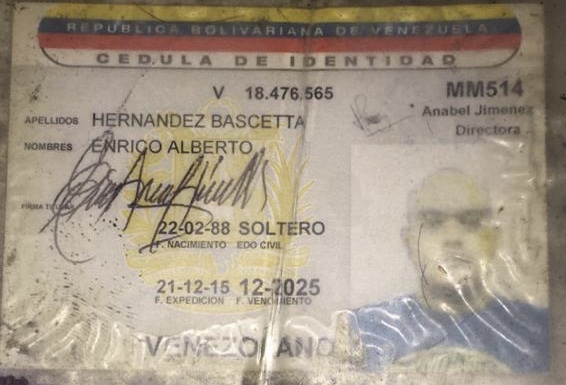 REPUBLICA BOLIVARIANA DE VENEZUELA
CEDULA DE IDENTIDAD
V 18.476.565
MM514
Anabel Jimenez
Directora
APELLIDOS HERNANDEZ BASCETTA
NOMBRES ENRICO ALBERTO
FIRMA TITULAR
22-02-88 SOLTERO
F. NACIMIENTO EDO CIVIL
21-12-15 12-2025
F. EXPEDICION F. VENCIMIENTO
VENEZOLANO